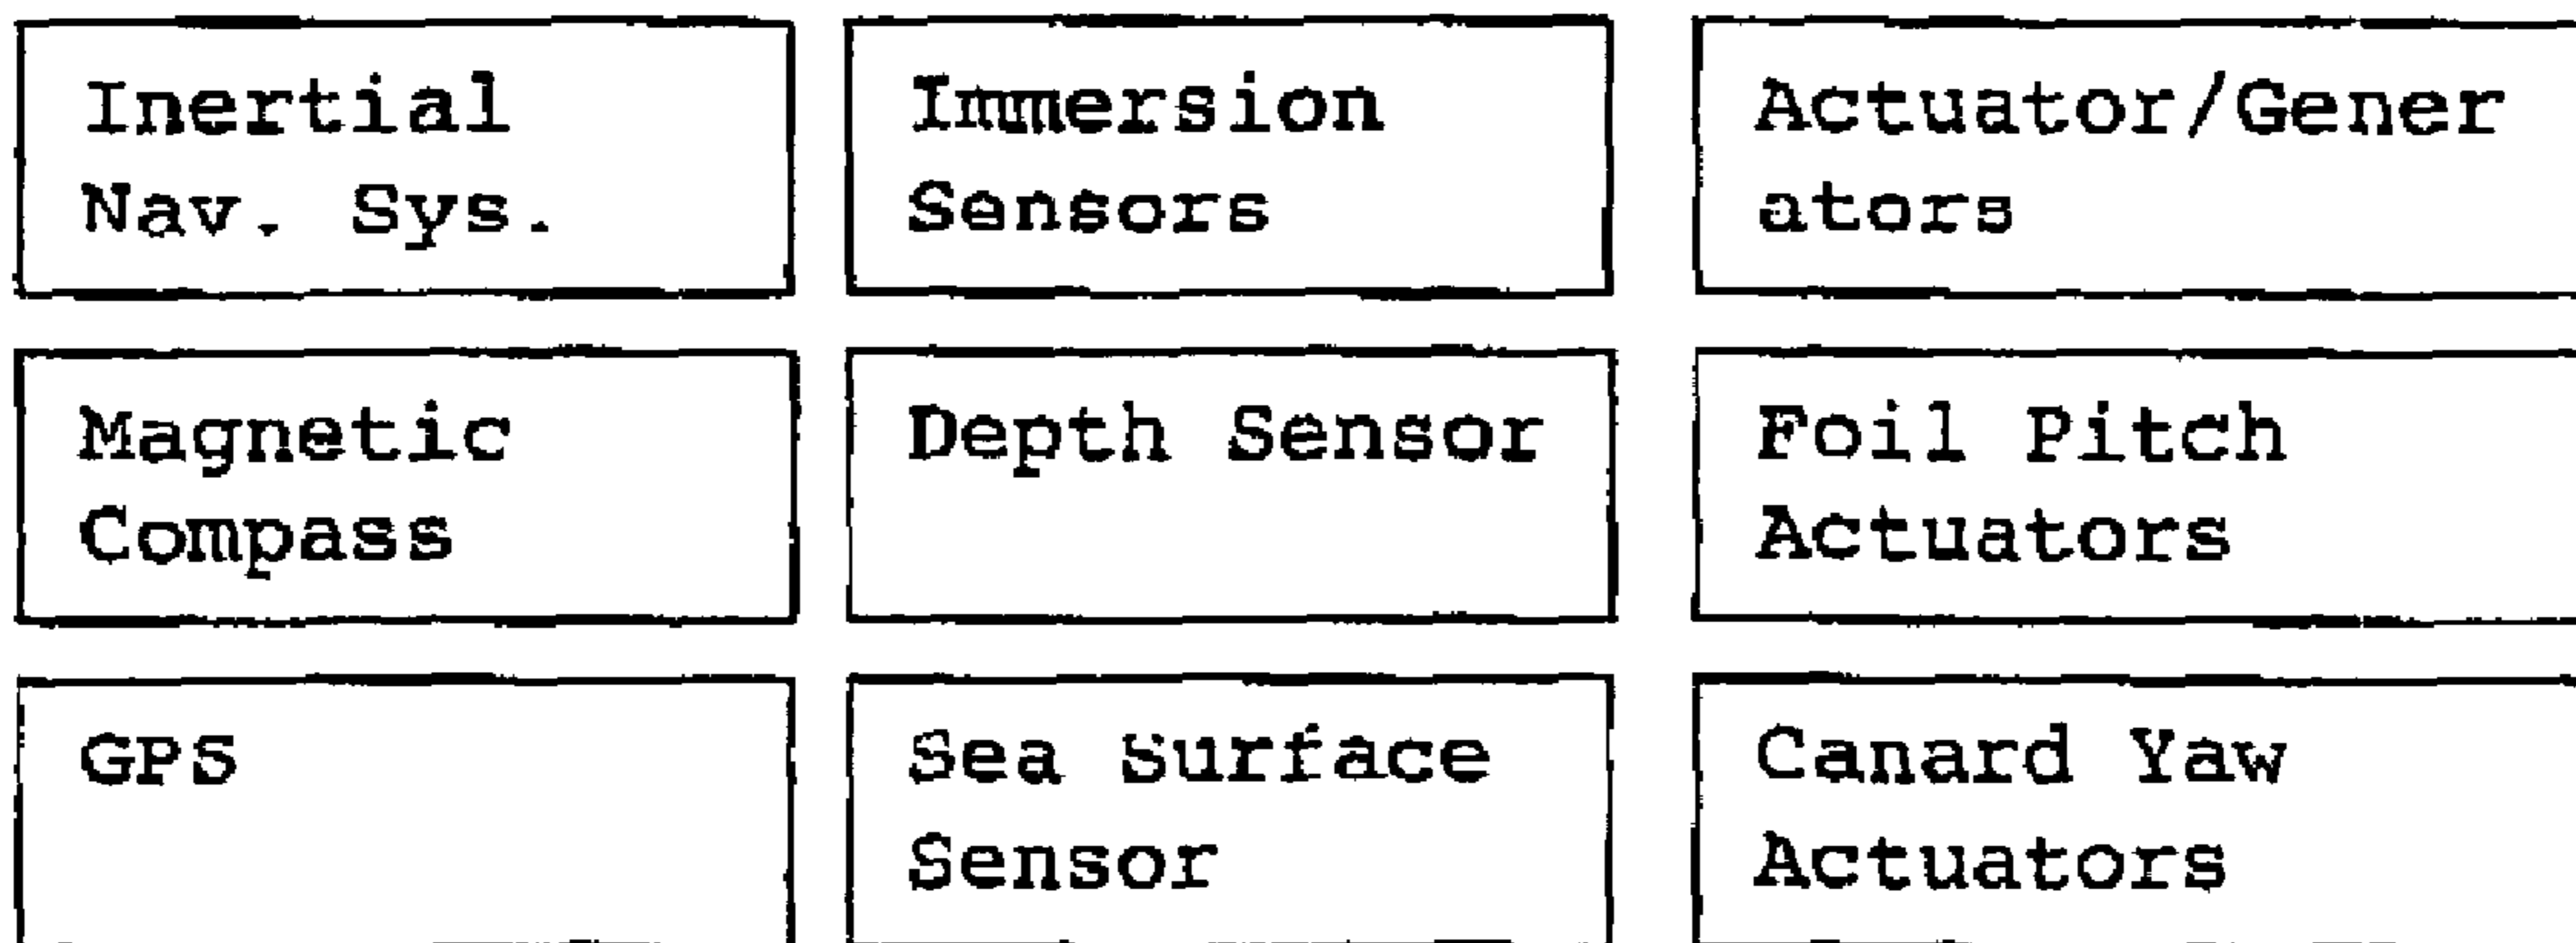 Inertial
Nav. Sys.
Immersion
Sensors
Actuator/Gener
ators
Magnetic
Compass
Depth Sensor
Foil Pitch
Actuators
GPS
Sea Surface
Sensor
Canard Yaw
Actuators